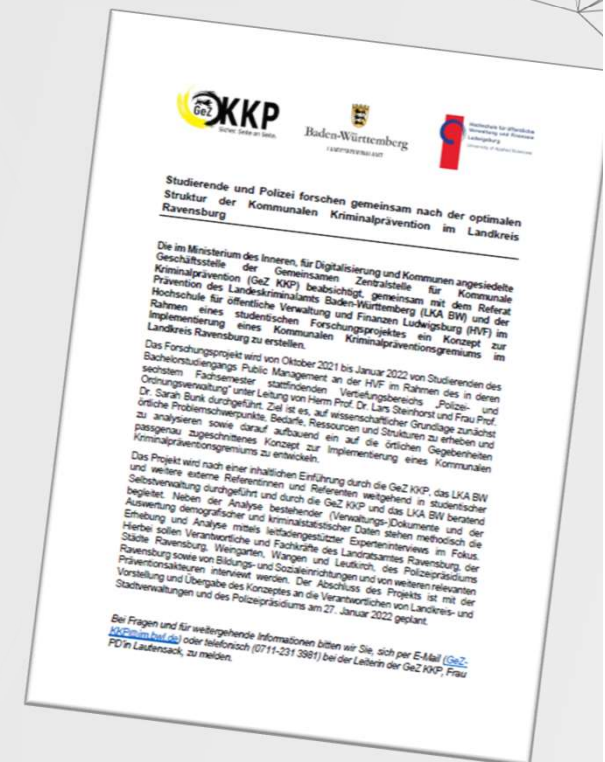 GeZ KKP
Sicher. Seite an Seite.
Baden-Württemberg
LANDESKRIMINALAMT
Hochschule für öffentliche
Verwaltung und Finanzen
Ludwigsburg
University of Applied Sciences
Studierende und Polizei forschen gemeinsam nach der optimalen
Struktur der Kommunalen Kriminalprävention im Landkreis
Ravensburg
Die im Ministerium des Inneren, für Digitalisierung und Kommunen angesiedelte
Geschäftsstelle der Gemeinsamen Zentralstelle für Kommunale
Kriminalprävention (GeZ KKP) beabsichtigt, gemeinsam mit dem Referat
Prävention des Landeskriminalamts Baden-Württemberg (LKA BW) und der
Hochschule für öffentliche Verwaltung und Finanzen Ludwigsburg (HVF) im
Rahmen eines studentischen Forschungsprojektes ein Konzept zur
Implementierung eines Kommunalen Kriminalpräventionsgremiums im
Landkreis Ravensburg zu erstellen.
Das Forschungsprojekt wird von Oktober 2021 bis Januar 2022 von Studierenden des
Bachelorstudiengangs Public Management an der HVF im Rahmen des in deren
sechstem Fachsemester stattfindenden Vertiefungsbereichs „Polizei- und
Ordnungsverwaltung“ unter Leitung von Herrn Prof. Dr. Lars Steinhorst und Frau Prof.
Dr. Sarah Bunk durchgeführt. Ziel ist es, auf wissenschaftlicher Grundlage zunächst
örtliche Problemschwerpunkte, Bedarfe, Ressourcen und Strukturen zu erheben und
zu analysieren sowie darauf aufbauend ein auf die örtlichen Gegebenheiten
passgenau zugeschnittenes Konzept zur Implementierung eines Kommunalen
Kriminalpräventionsgremiums zu entwickeln.
Das Projekt wird nach einer inhaltlichen Einführung durch die GeZ KKP, das LKA BW
und weitere externe Referentinnen und Referenten weitgehend in studentischer
Selbstverwaltung durchgeführt und durch die GeZ KKP und das LKA BW beratend
begleitet. Neben der Analyse bestehender (Verwaltungs-)Dokumente und der
Auswertung demografischer und kriminalstatistischer Daten stehen methodisch die
Erhebung und Analyse mittels leitfadengestützter Experteninterviews im Fokus.
Hierbei sollen Verantwortliche und Fachkräfte des Landratsamtes Ravensburg, der
Städte Ravensburg, Weingarten, Wangen und Leutkirch, des Polizeipräsidiums
Ravensburg sowie von Bildungs- und Sozialeinrichtungen und von weiteren relevanten
Präventionsakteuren interviewt werden. Der Abschluss des Projekts ist mit der
Vorstellung und Übergabe des Konzeptes an die Verantwortlichen von Landkreis- und
Stadtverwaltungen und des Polizeipräsidiums am 27. Januar 2022 geplant.
Bei Fragen und für weitergehende Informationen bitten wir Sie, sich per E-Mail (GeZ-
KKP@im.bwl.de) oder telefonisch (0711-231 3981) bei der Leiterin der GeZ KKP, Frau
PD'in Lautensack, zu melden.